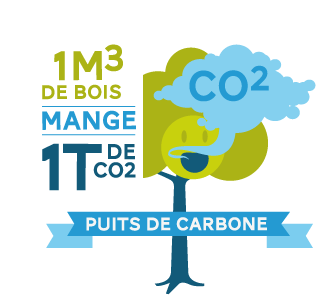 1M³
DE BOIS
MANGE
1T DE
CO2
CO²
PUITS DE CARBONE